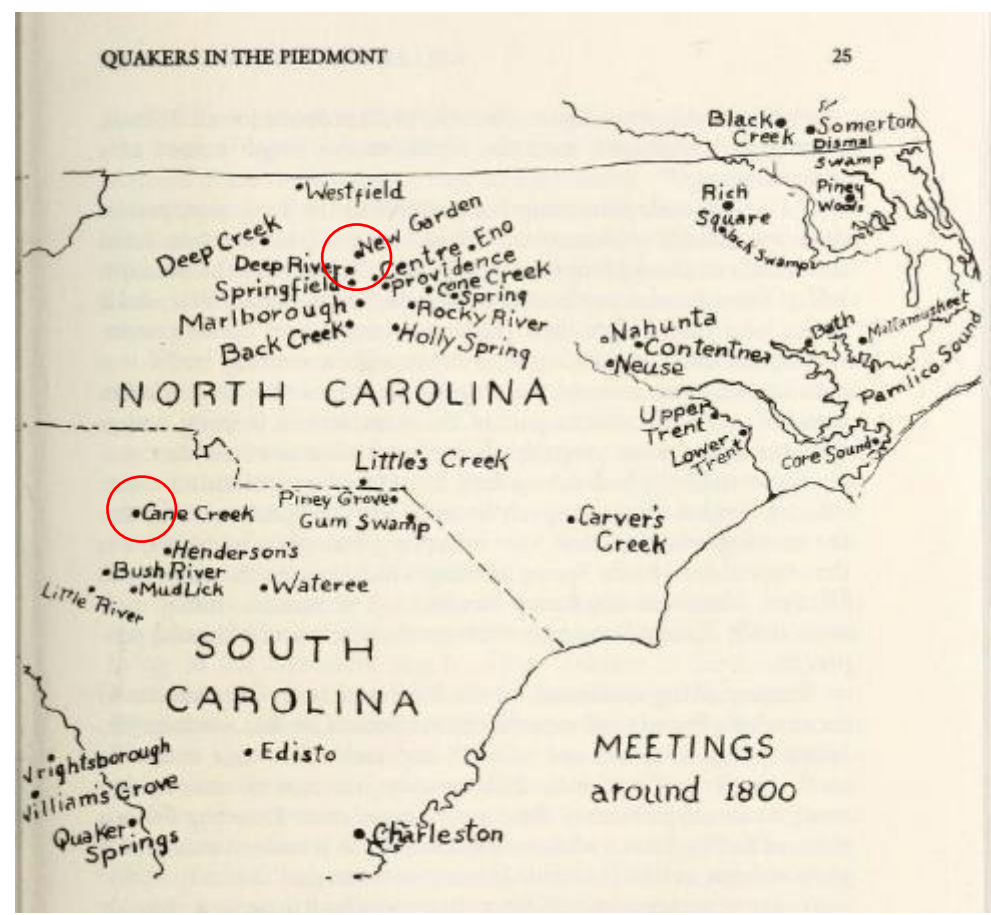 QUAKERS IN THE PIEDMONT 25
Black Creek
Somerton
Dismal Swamp
Westfield
Rich Square
Piney Woods
Jack Swamps
Deep Creek
New Garden
Deep River
Centre
Eno
Springfield
Providence
Cane Creek
Spring
Marlborough
Rocky River
Back Creek
Holly Spring
Nahunta
Contentnea
Neuse
Bath
Mattamuskeet
Pamlico Sound
NORTH CAROLINA
Upper Trent
Lower Trent
Core Sound
Little's Creek
Piney Grove
Gum Swamp
Cane Creek
Carver's Creek
Henderson's
Bush River
Mud Lick
Little River
Wateree
SOUTH
CAROLINA
Edisto
MEETINGS
around 1800
Wrightsborough
William's Grove
Quaker Springs
Charleston